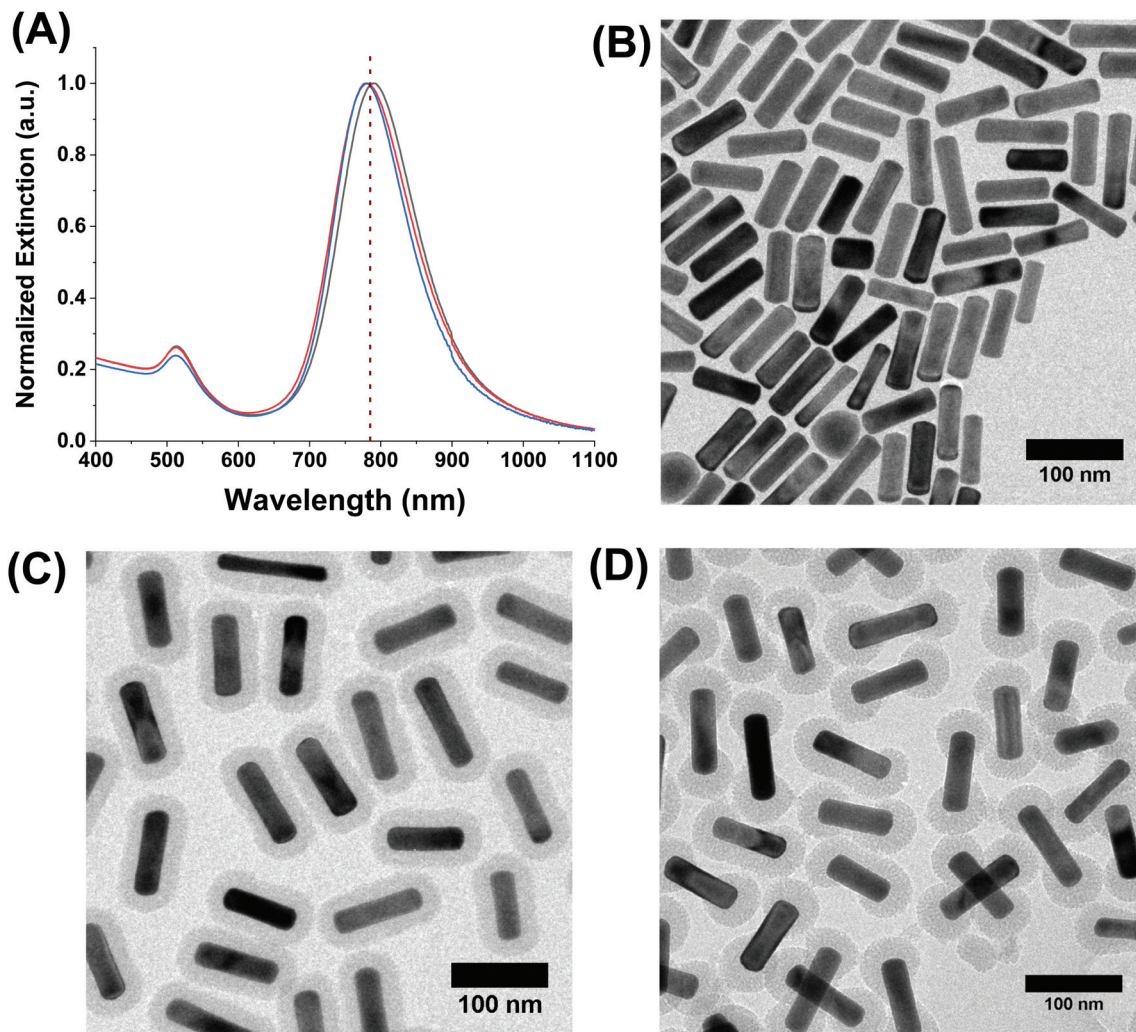 (A)
1.0
0.8
0.6
0.4
0.2
0.0
400 500 600 700 800 900 1000 1100
Normalized Extinction (a.u.)
Wavelength (nm)
(B)
100 nm
(C)
100 nm
(D)
100 nm